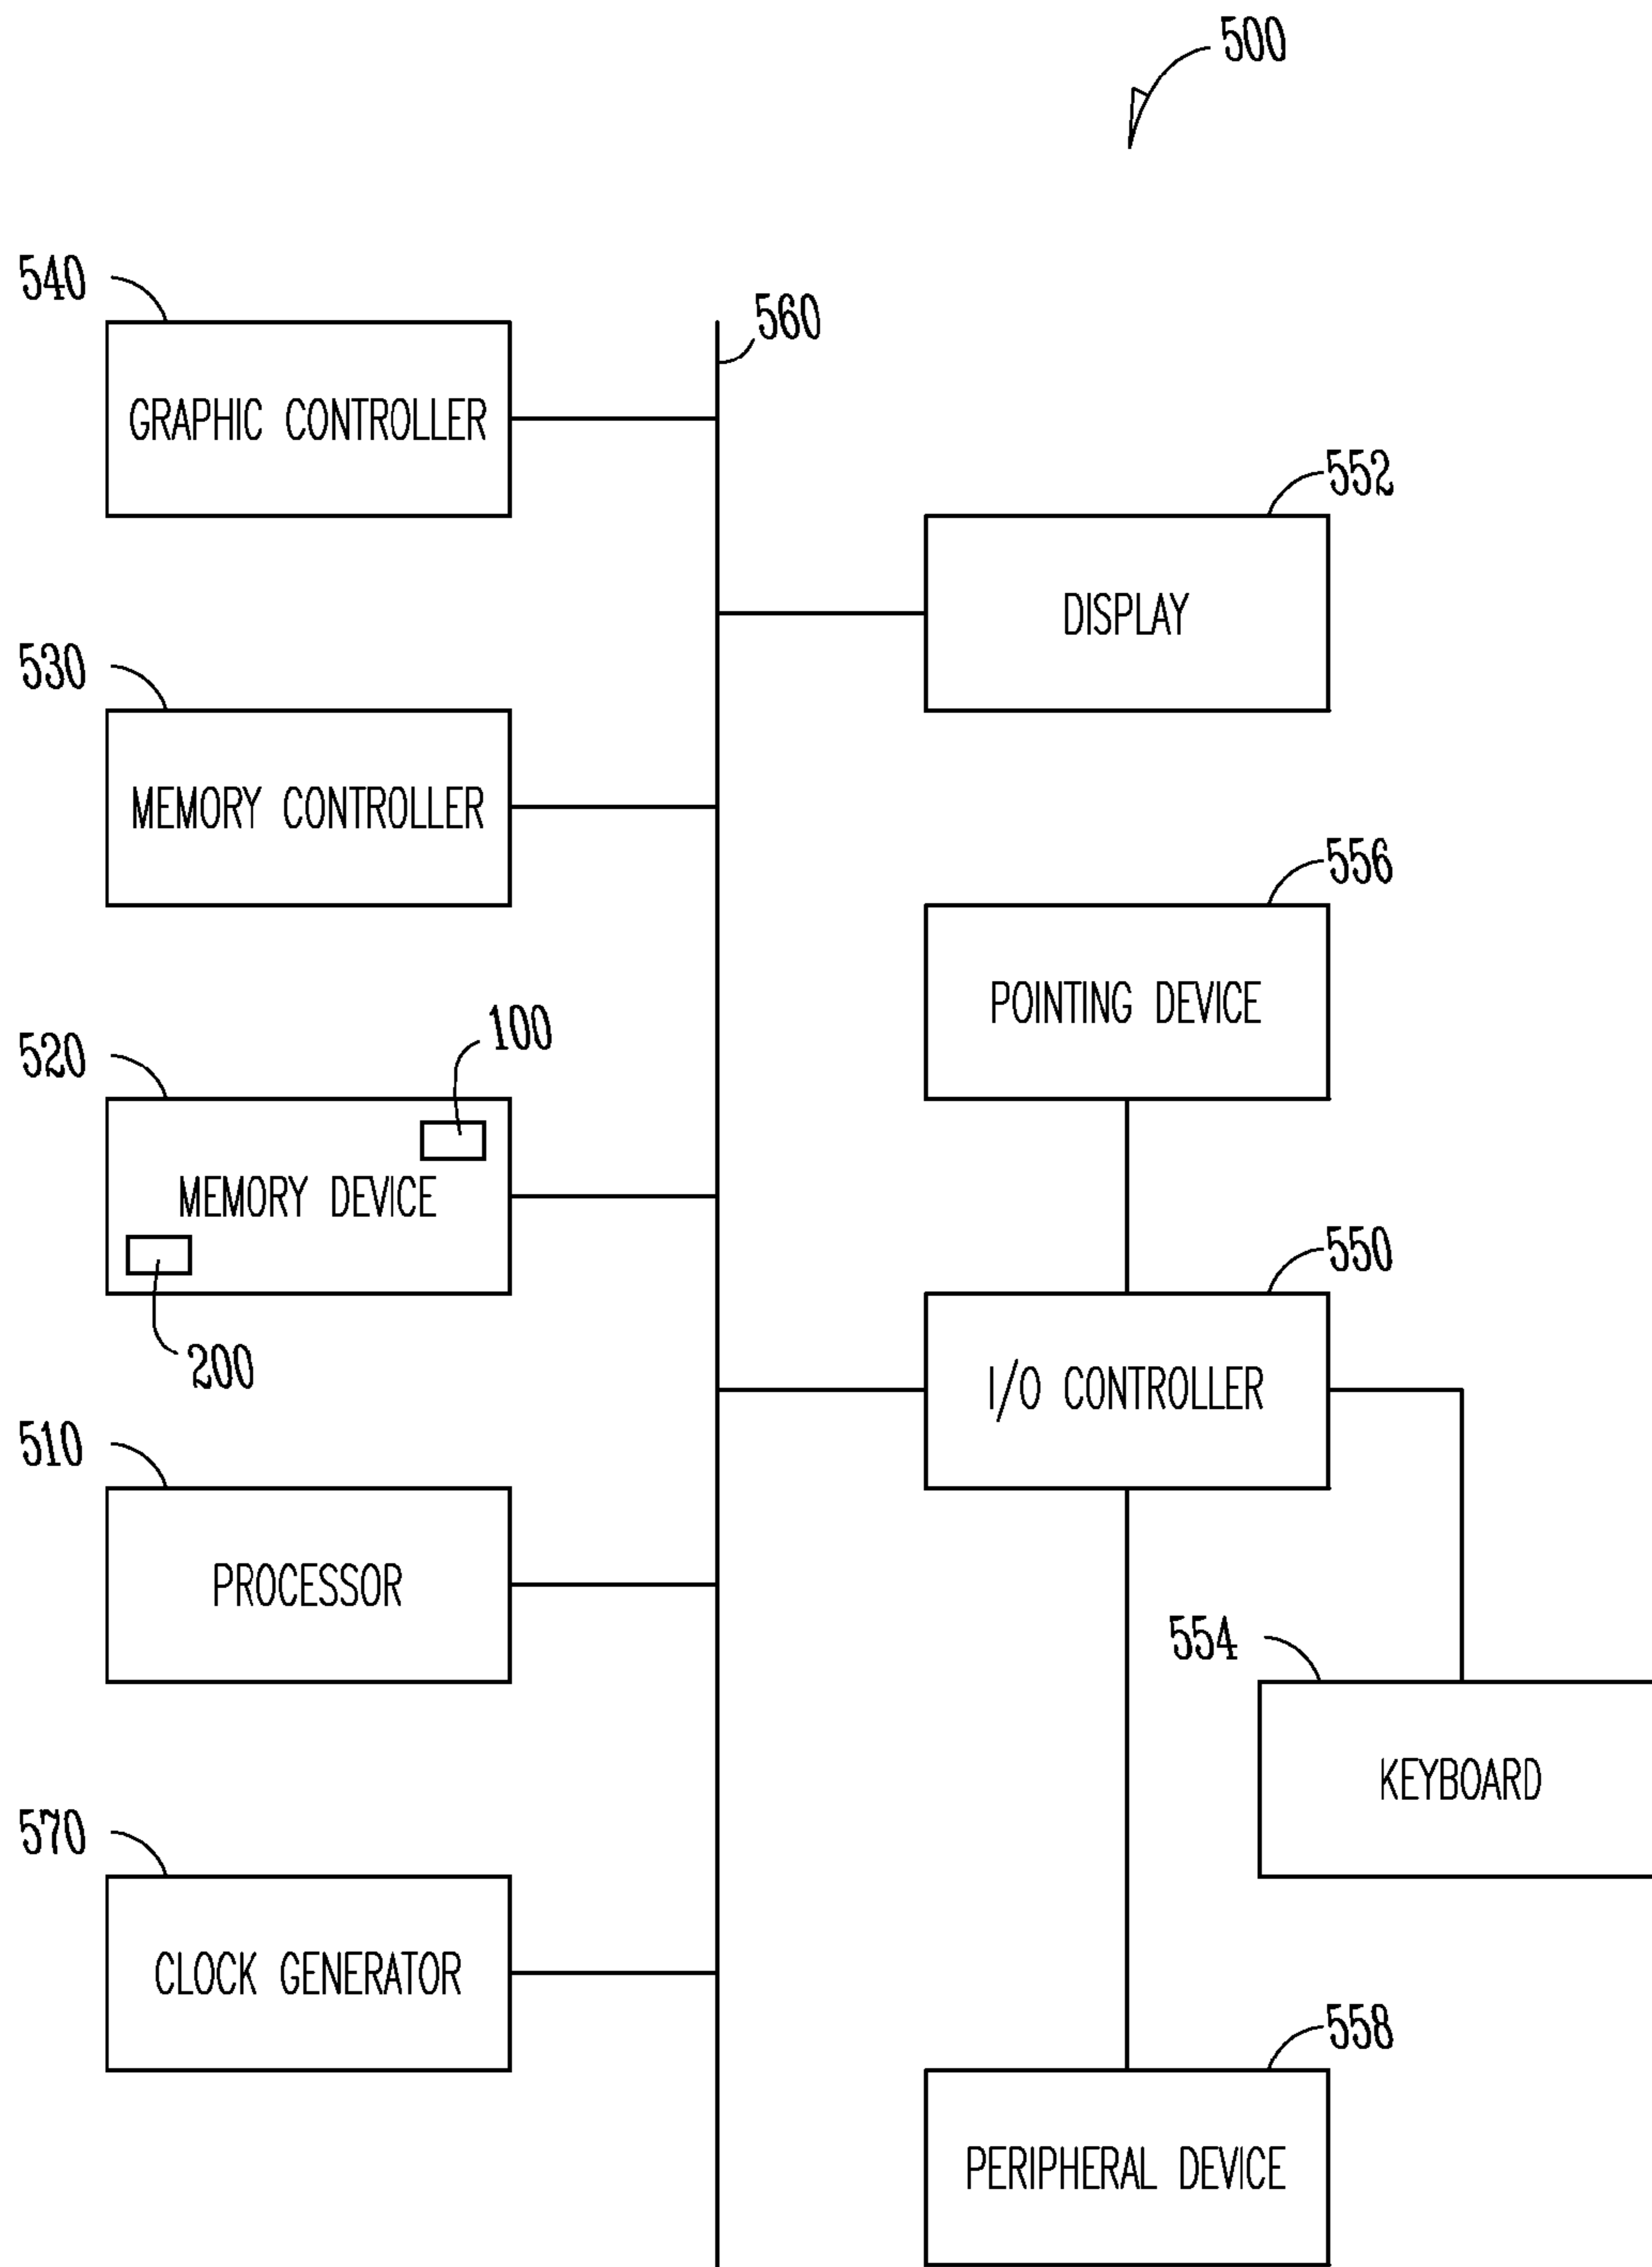 500
540
560
GRAPHIC CONTROLLER
552
DISPLAY
530
MEMORY CONTROLLER
556
POINTING DEVICE
520
100
MEMORY DEVICE
200
550
I/O CONTROLLER
510
PROCESSOR
554
KEYBOARD
570
CLOCK GENERATOR
558
PERIPHERAL DEVICE